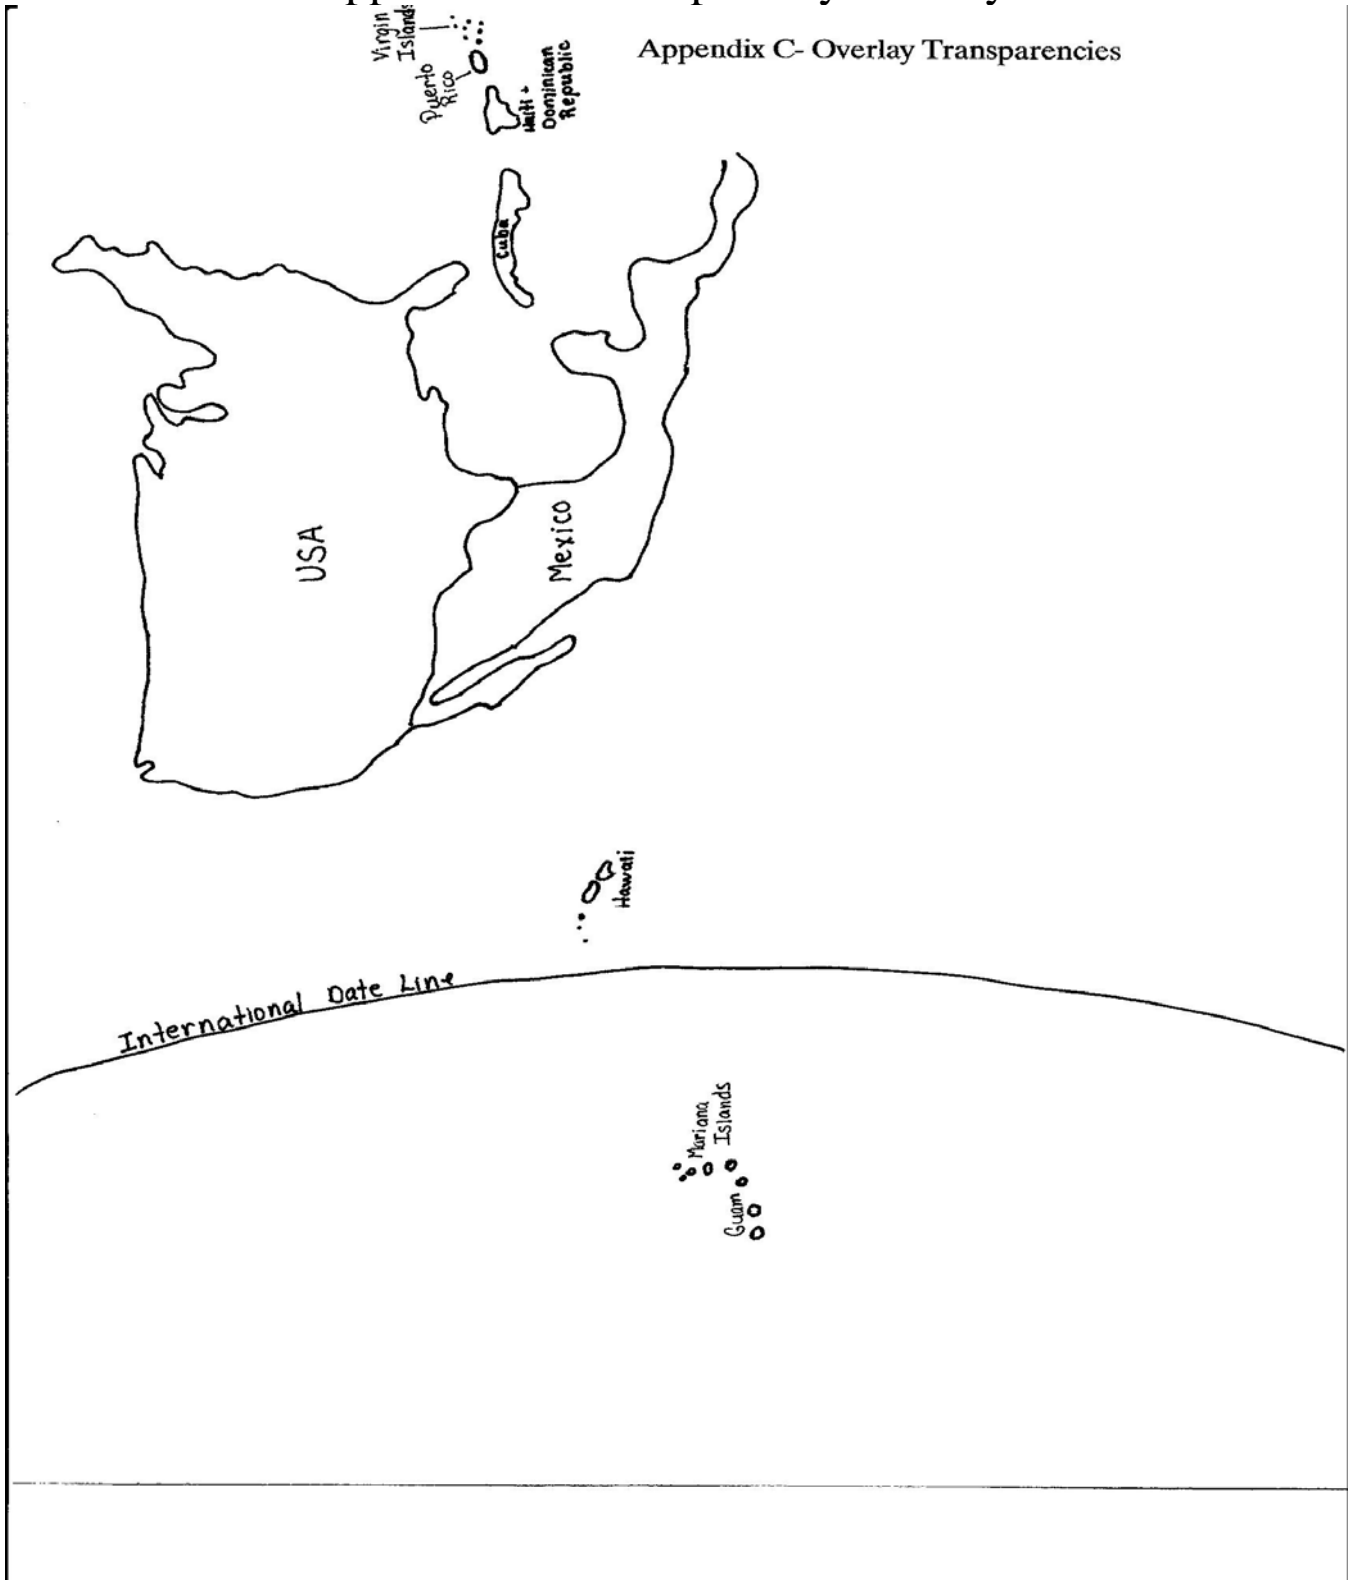 Appendix C- Overlay Transparencies
Virgin
Islands
Puerto
Rico
Haiti +
Dominican
Republic
Cuba
USA
Mexico
Hawaii
International Date Line
Mariana
Islands
Guam